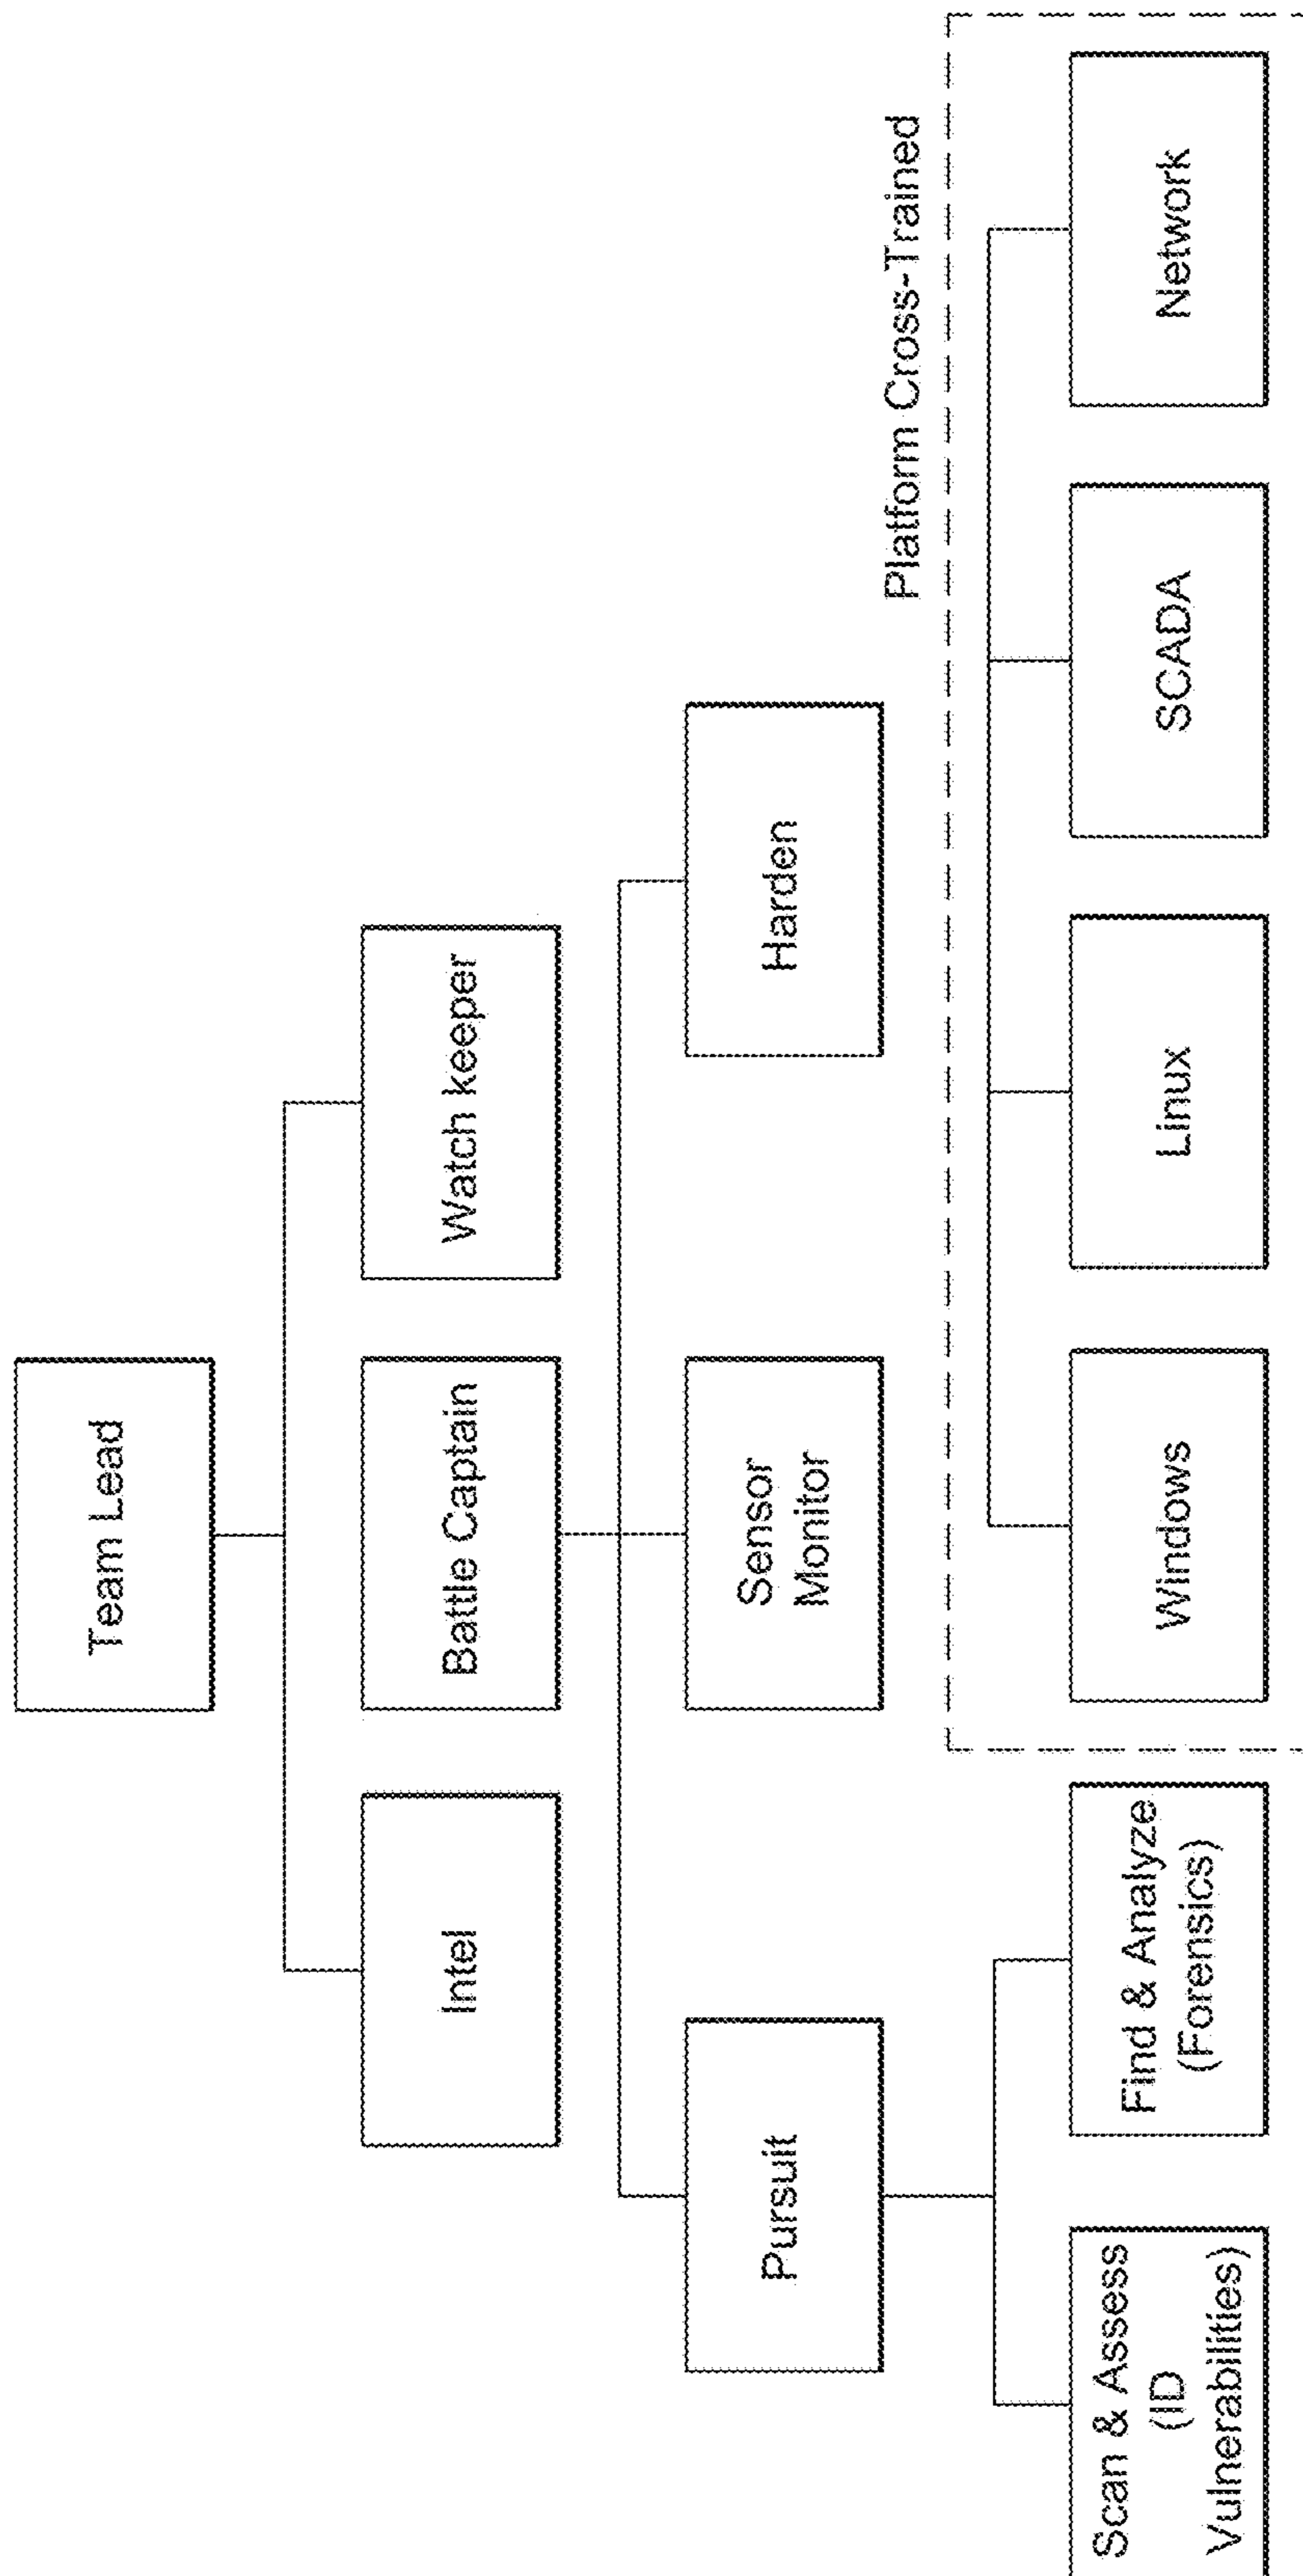 Team Lead
Intel
Battle Captain
Watch keeper
Pursuit
Sensor
Monitor
Harden
Platform Cross-Trained
Scan & Assess
(ID
Vulnerabilities)
Find & Analyze
(Forensics)
Windows
Linux
SCADA
Network